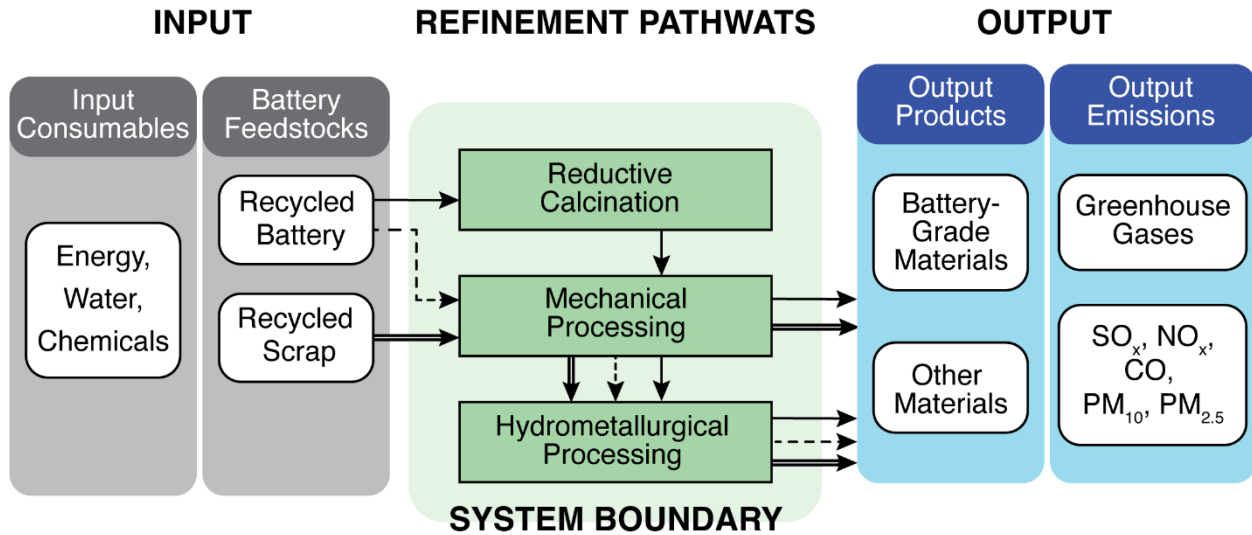 INPUT
REFINEMENT PATHWATS
OUTPUT
Input
Consumables
Battery
Feedstocks
Output
Products
Output
Emissions
Energy,
Water,
Chemicals
Recycled
Battery
Recycled
Scrap
Reductive
Calcination
Mechanical
Processing
Hydrometallurgical
Processing
Battery-
Grade
Materials
Other
Materials
Greenhouse
Gases
SOx, NOx,
CO,
PM10, PM2.5
SYSTEM BOUNDARY